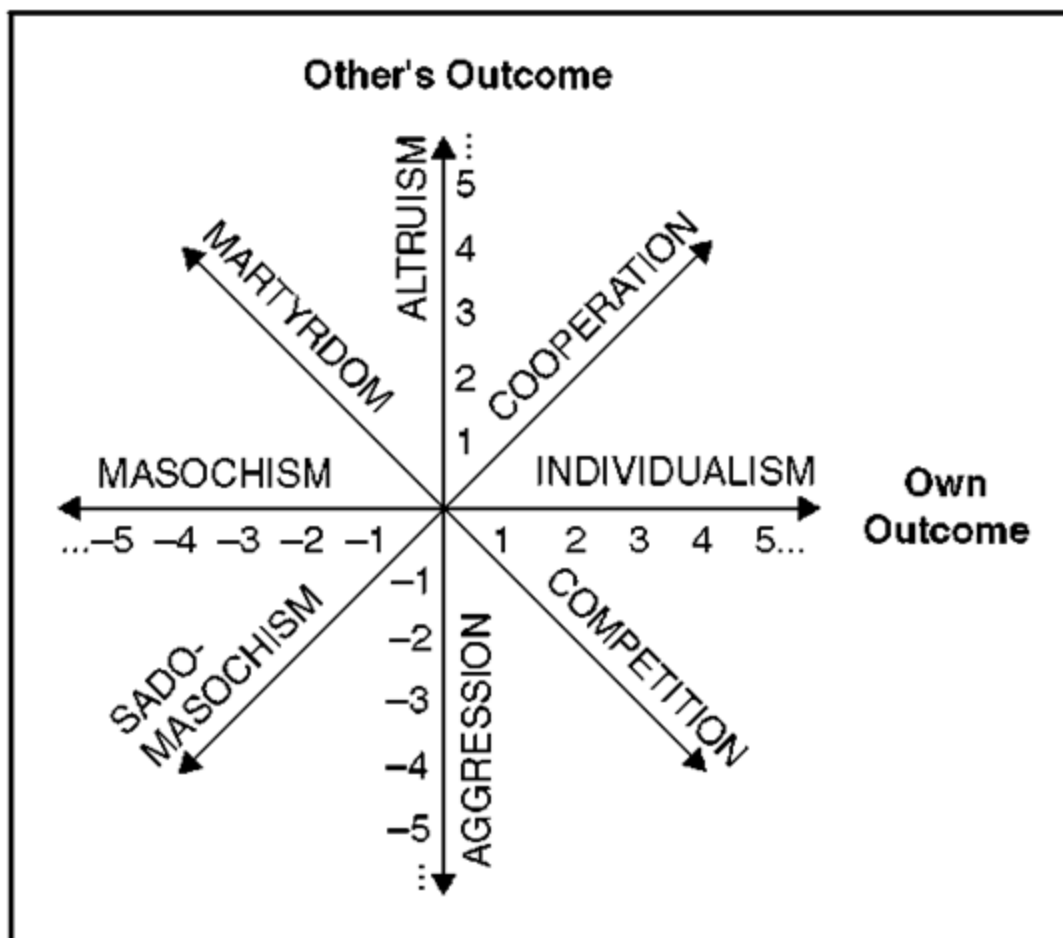 Other's Outcome
ALTRUISM
...
5
4
3
2
1
MARTYRDOM
COOPERATION
MASOCHISM
INDIVIDUALISM
Own
Outcome
...–5 –4 –3 –2 –1 1 2 3 4 5...
–1
–2
–3
–4
–5
...
SADO-
MASOCHISM
AGGRESSION
COMPETITION